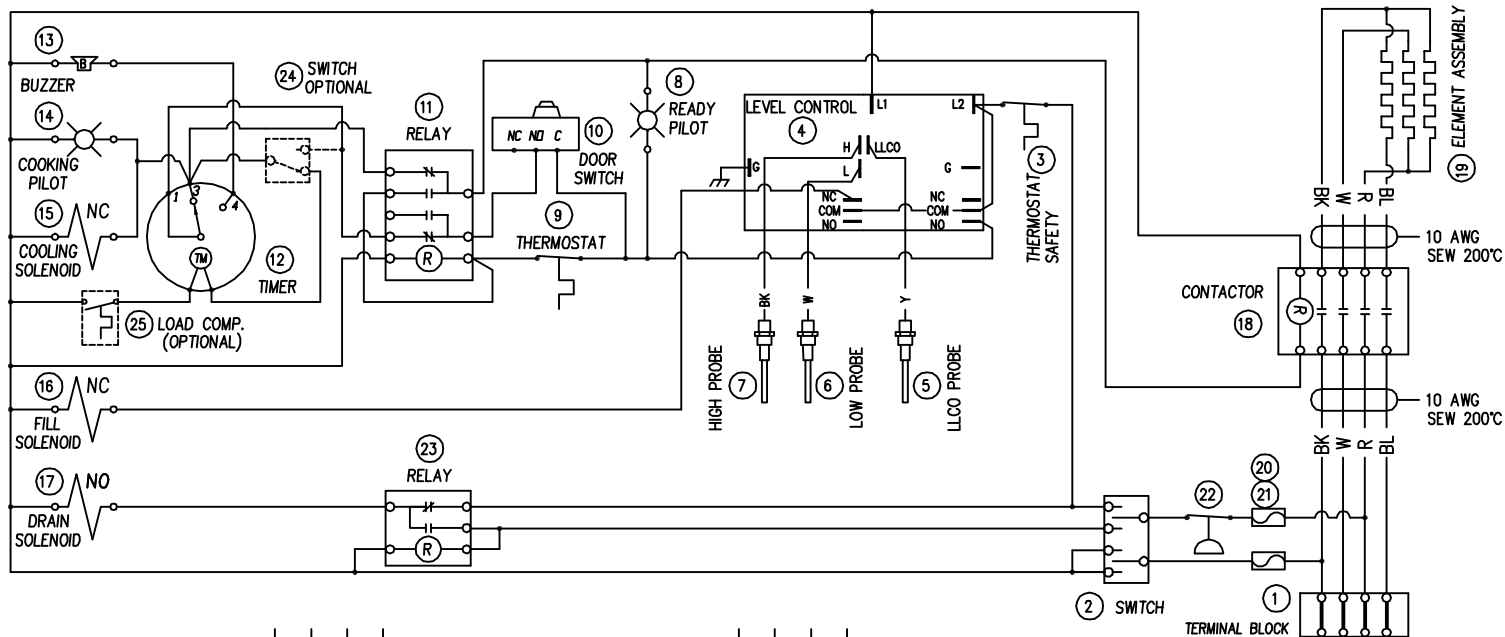 13
B
BUZZER
14
COOKING
PILOT
15
NC
COOLING
SOLENOID
24
SWITCH
OPTIONAL
1
3
4
TM
12
TIMER
25
LOAD COMP.
(OPTIONAL)
16
NC
FILL
SOLENOID
17
NO
DRAIN
SOLENOID
11
RELAY
R
23
RELAY
R
NC NO C
10
DOOR
SWITCH
9
THERMOSTAT
8
READY
PILOT
LEVEL CONTROL
4
L1
L2
H
LLCO
L
G
G
NC
COM
NO
NC
COM
NO
3
THERMOSTAT
SAFETY
BK
W
Y
HIGH PROBE
7
LOW PROBE
6
LLCO PROBE
5
19
ELEMENT ASSEMBLY
BK
W
R
BL
10 AWG
SEW 200°C
CONTACTOR
18
R
10 AWG
SEW 200°C
BK
W
R
BL
20
21
22
2
SWITCH
1
TERMINAL BLOCK